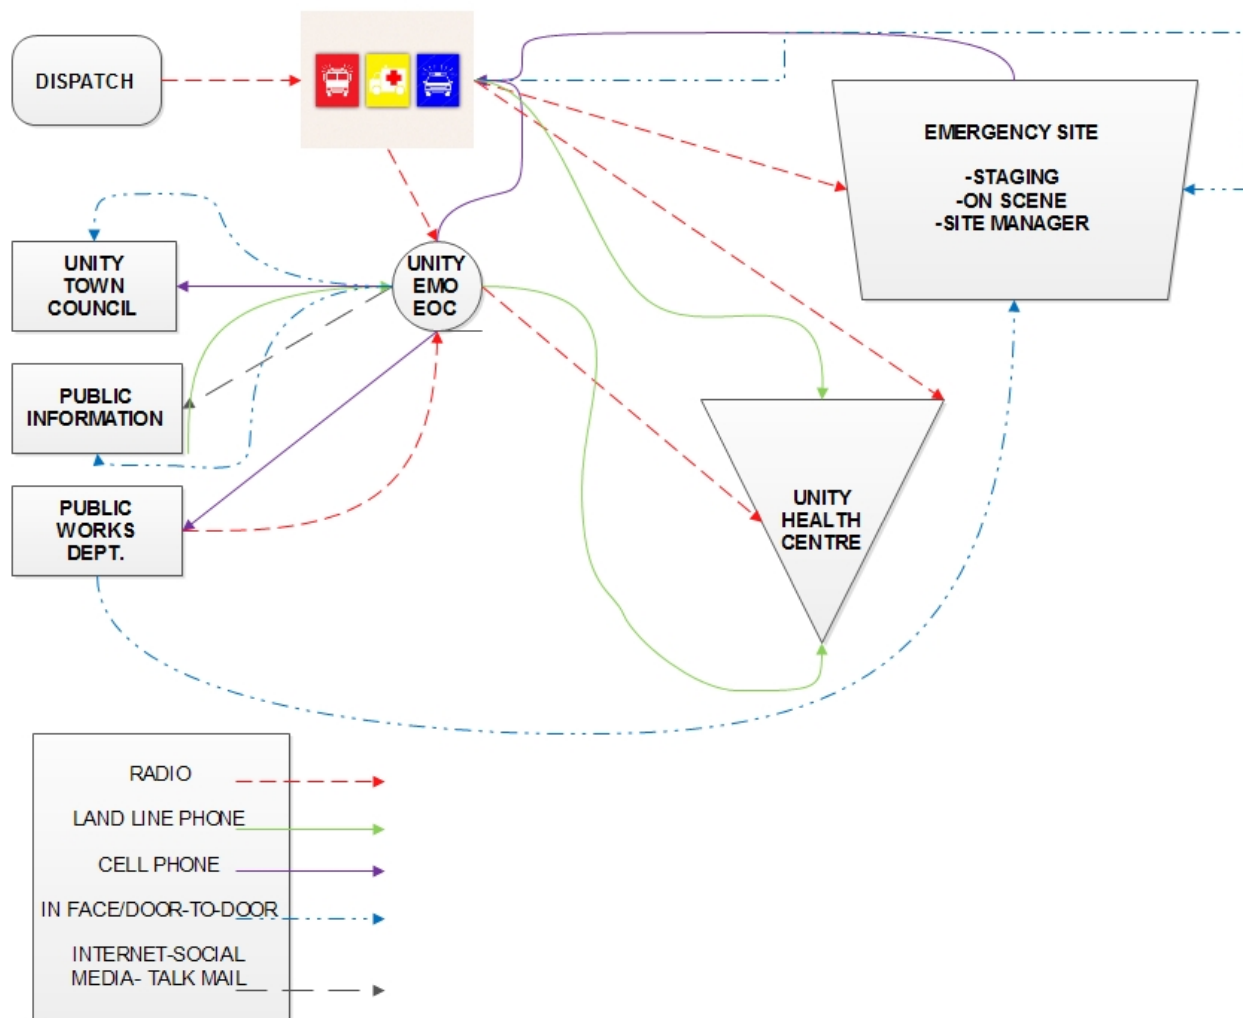 DISPATCH
EMERGENCY SITE
-STAGING
-ON SCENE
-SITE MANAGER
UNITY
TOWN
COUNCIL
UNITY
EMO
EOC
PUBLIC
INFORMATION
PUBLIC
WORKS
DEPT.
UNITY
HEALTH
CENTRE
RADIO
LAND LINE PHONE
CELL PHONE
IN FACE/DOOR-TO-DOOR
INTERNET-SOCIAL
MEDIA- TALK MAIL